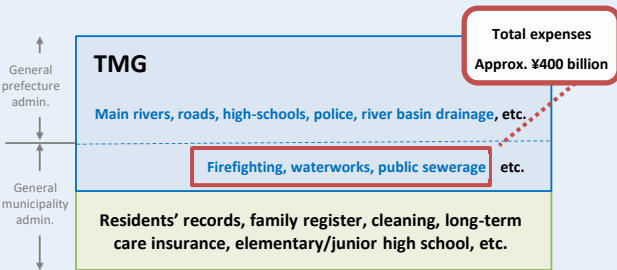 Total expenses
Approx. ¥400 billion
General
prefecture
admin.
TMG
Main rivers, roads, high-schools, police, river basin drainage, etc.
Firefighting, waterworks, public sewerage etc.
General
municipality
admin.
Residents' records, family register, cleaning, long-term
care insurance, elementary/junior high school, etc.